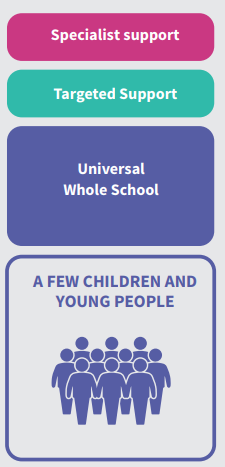 Specialist support
Targeted Support
Universal
Whole School
A FEW CHILDREN AND
YOUNG PEOPLE